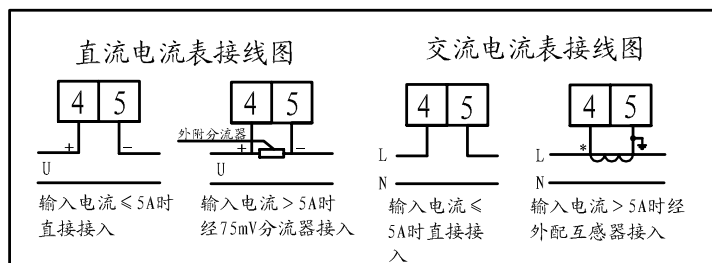 直流电流表接线图
交流电流表接线图
4 5
+ -
U
输入电流≤5A时
直接接入
4 5
外附分流器
+ -
U
输入电流>5A时
经75mV分流器接入
4 5
L
N
输入电流≤
5A时直接接
入
4 5
*
L
N
输入电流>5A时经
外配互感器接入